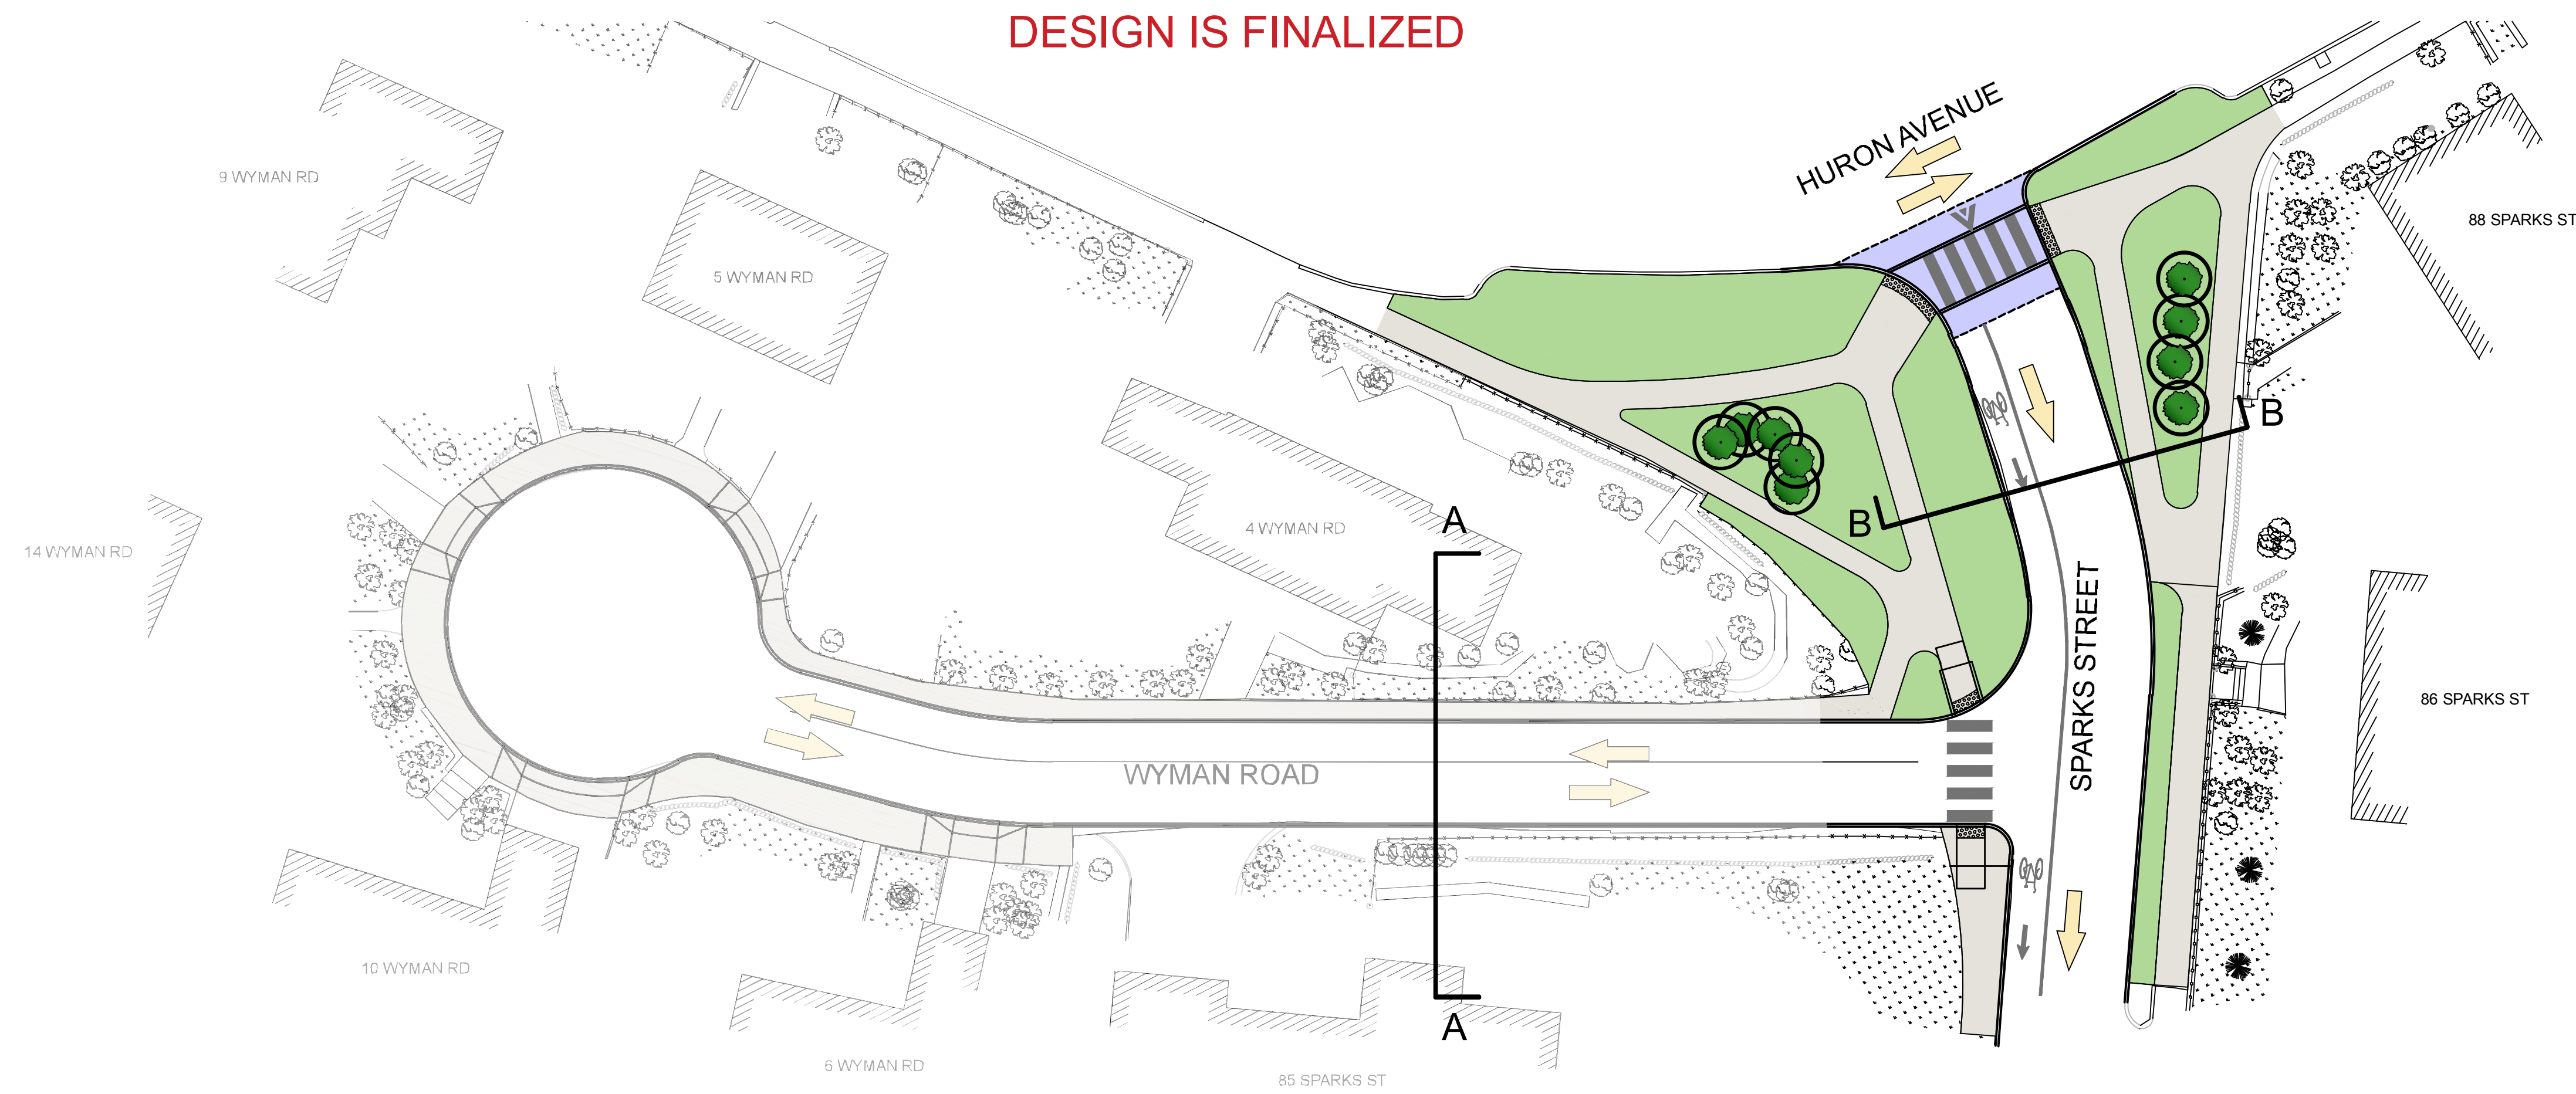 DESIGN IS FINALIZED
HURON AVENUE
9 WYMAN RD
88 SPARKS ST
5 WYMAN RD
B
B
A
4 WYMAN RD
14 WYMAN RD
SPARKS STREET
86 SPARKS ST
WYMAN ROAD
10 WYMAN RD
A
6 WYMAN RD
85 SPARKS ST